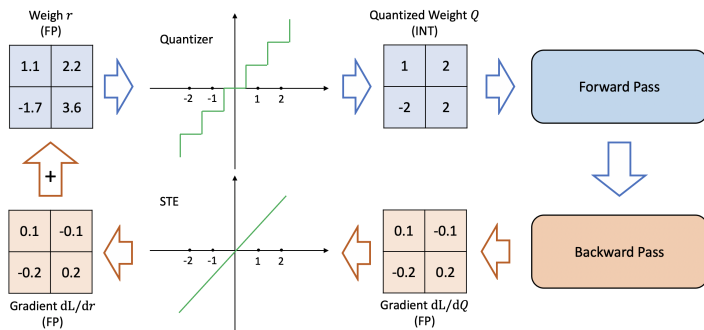 Weigh r
(FP)
1.1 2.2
-1.7 3.6
Quantizer
-2 -1 1 2
Quantized Weight Q
(INT)
1 2
-2 2
Forward Pass
+
0.1 -0.1
-0.2 0.2
Gradient dL/dr
(FP)
STE
-2 -1 1 2
0.1 -0.1
-0.2 0.2
Gradient dL/dQ
(FP)
Backward Pass